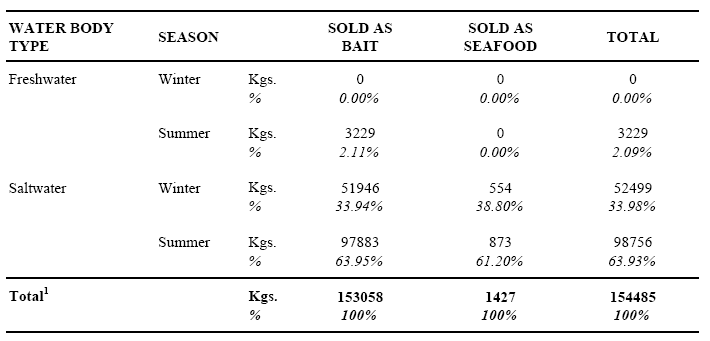 WATER BODY TYPE SEASON SOLD AS BAIT SOLD AS SEAFOOD TOTAL
Freshwater Winter Kgs. 0 0 0
% 0.00% 0.00% 0.00%
Summer Kgs. 3229 0 3229
% 2.11% 0.00% 2.09%
Saltwater Winter Kgs. 51946 554 52499
% 33.94% 38.80% 33.98%
Summer Kgs. 97883 873 98756
% 63.95% 61.20% 63.93%
Total¹ Kgs. 153058 1427 154485
% 100% 100% 100%